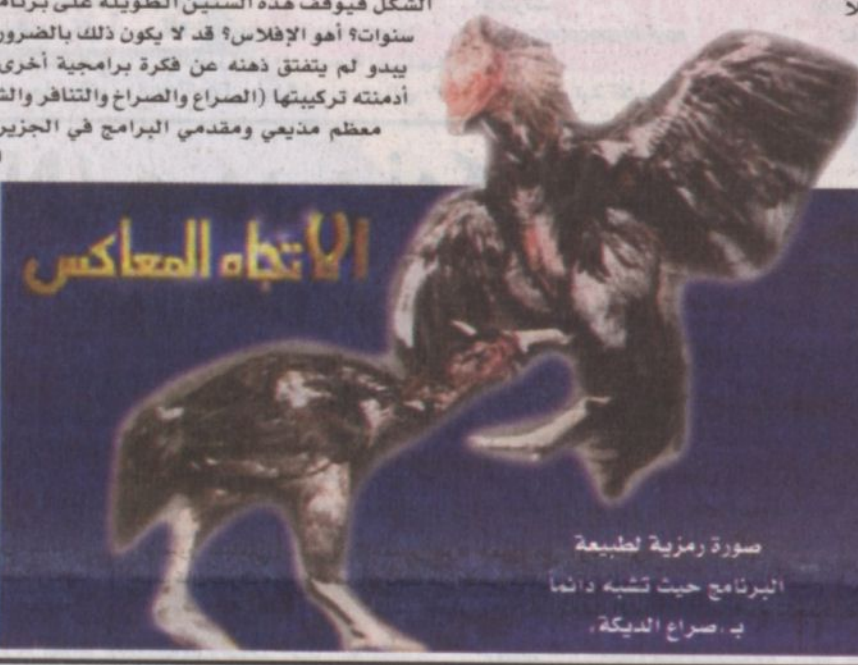 الشكل فيوقف هذه السنين الطويلة على برنامج
سنوات؟ أهو الإفلاس؟ قد لا يكون ذلك بالضرور
يبدو لم يتفتق ذهنه عن فكرة برامجية أخرى
أدمنته تركيبتها (الصراع والصراخ والتنافر والش
معظم مذيعي ومقدمي البرامج في الجزير
الاتجاه المعاكس
صورة رمزية لطبيعة
البرنامج حيث تشبه دائما
بـ«صراع الديكة»